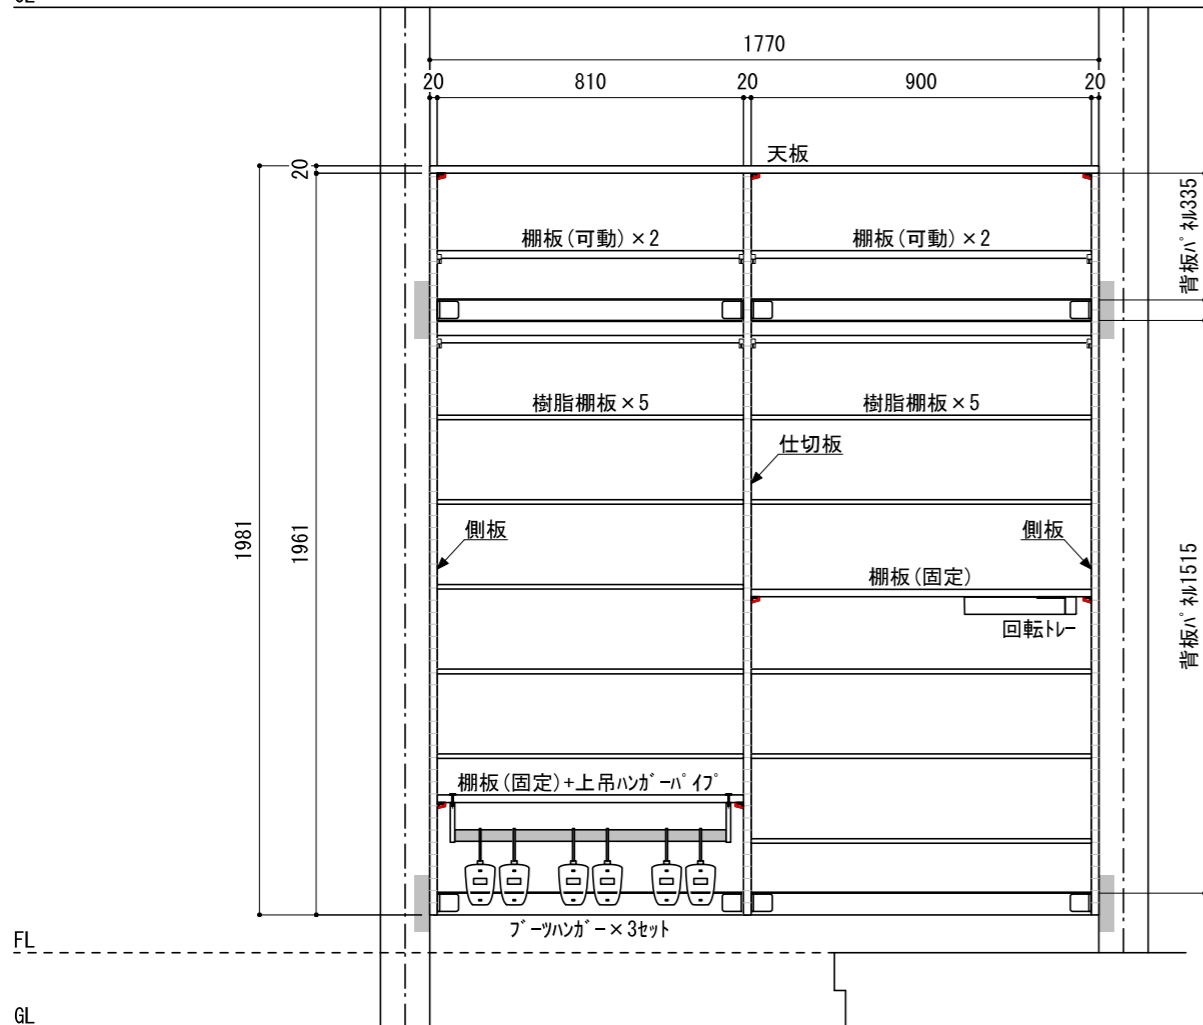 1770
20
810
20
900
20
天板
20
棚板(可動)×2
棚板(可動)×2
背板ﾊﾟﾈﾙ335
樹脂棚板×5
樹脂棚板×5
仕切板
側板
側板
1981
1961
棚板(固定)
回転ﾄﾚｰ
背板ﾊﾟﾈﾙ1515
棚板(固定)+上吊ﾊﾝｶﾞｰﾊﾟｲﾌﾟ
ﾌﾞｰﾂﾊﾝｶﾞｰ×3ｾｯﾄ
FL
GL